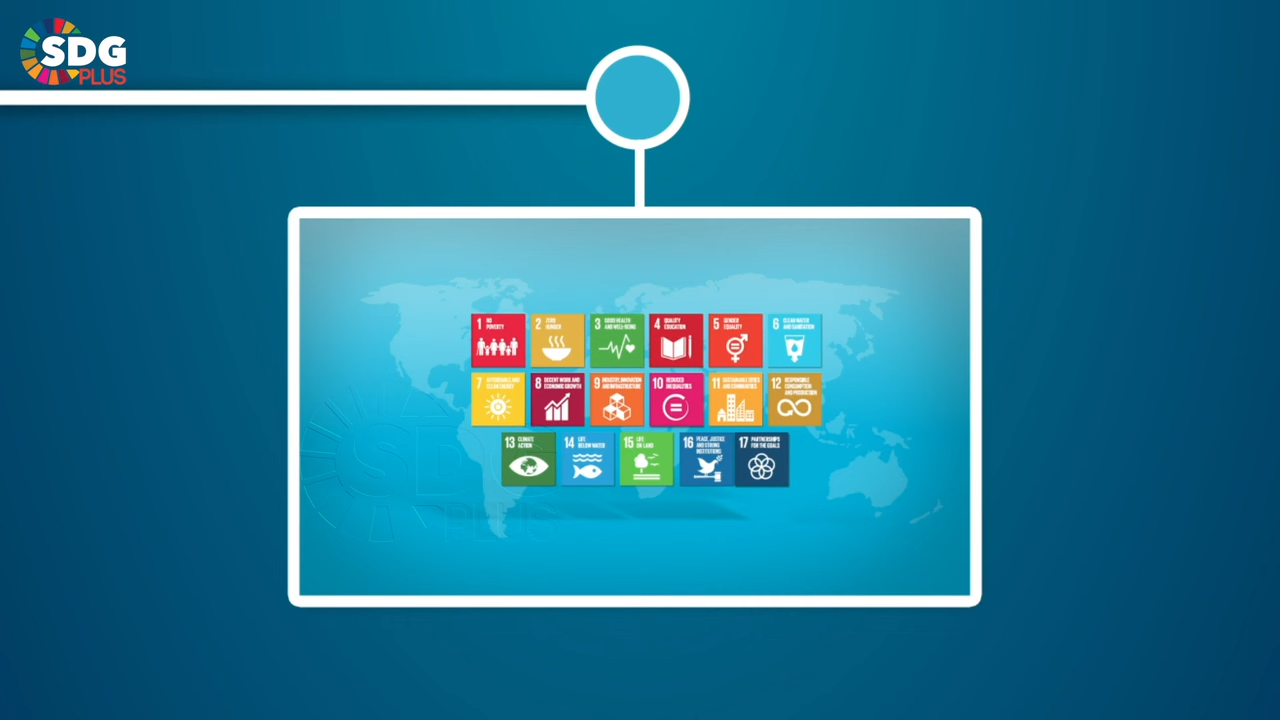 SDG
PLUS
1 NO
POVERTY
2 ZERO
HUNGER
3 GOOD HEALTH
AND WELL-BEING
4 QUALITY
EDUCATION
5 GENDER
EQUALITY
6 CLEAN WATER
AND SANITATION
7 AFFORDABLE AND
CLEAN ENERGY
8 DECENT WORK AND
ECONOMIC GROWTH
9 INDUSTRY, INNOVATION
AND INFRASTRUCTURE
10 REDUCED
INEQUALITIES
11 SUSTAINABLE CITIES
AND COMMUNITIES
12 RESPONSIBLE
CONSUMPTION
AND PRODUCTION
13 CLIMATE
ACTION
14 LIFE
BELOW WATER
15 LIFE
ON LAND
16 PEACE, JUSTICE
AND STRONG
INSTITUTIONS
17 PARTNERSHIPS
FOR THE GOALS
SDG
PLUS